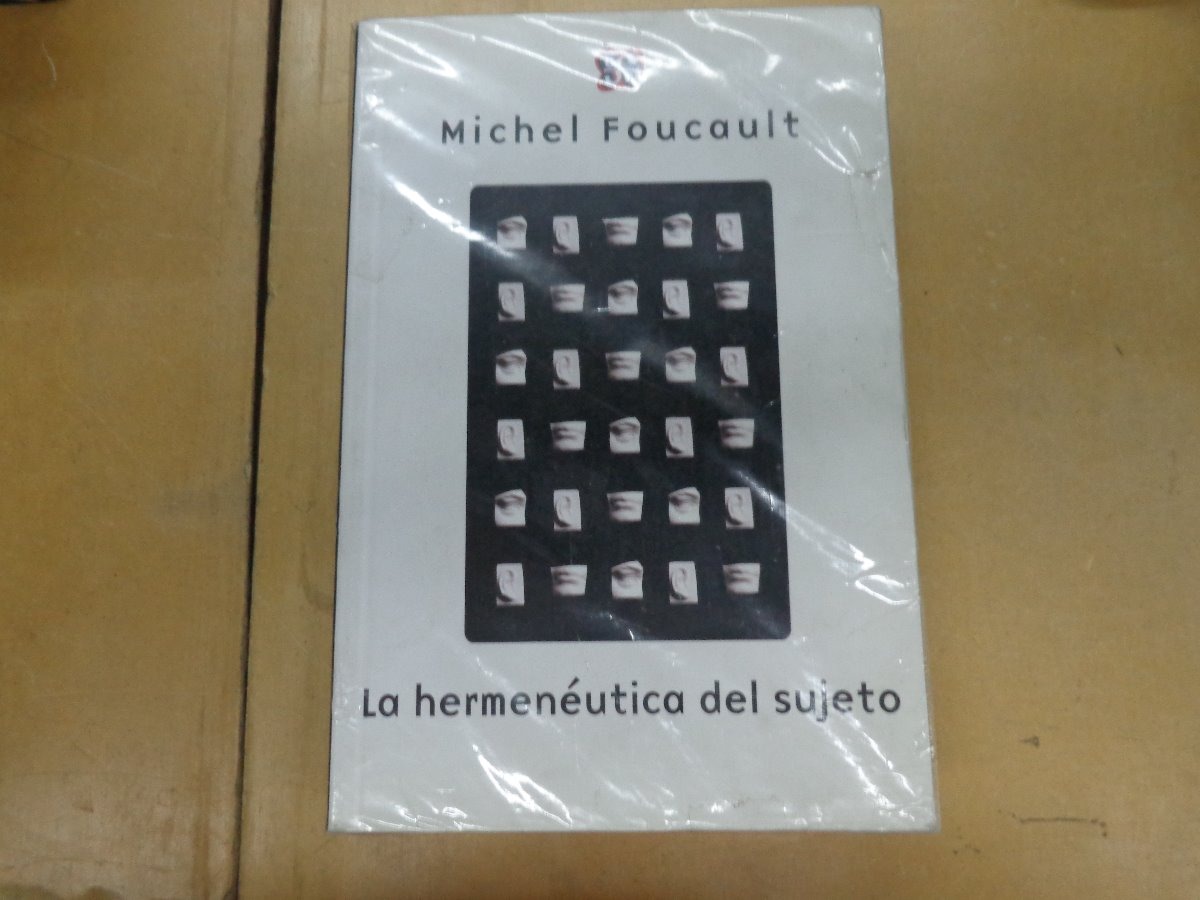 Michel Foucault
La hermenéutica del sujeto